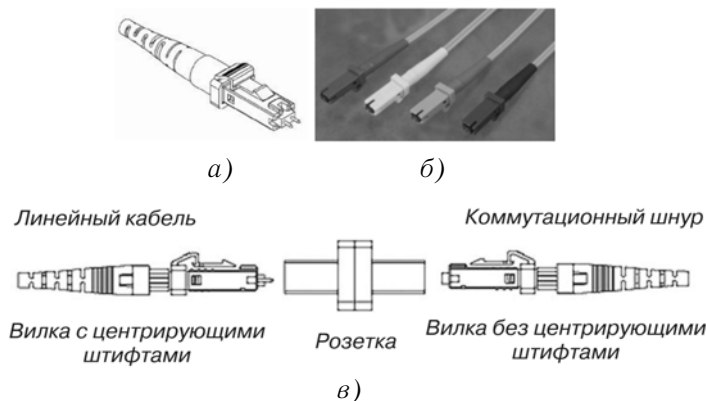 а)
б)
Линейный кабель
Коммутационный шнур
Вилка с центрирующими
штифтами
Розетка
Вилка без центрирующими
штифтами
в)